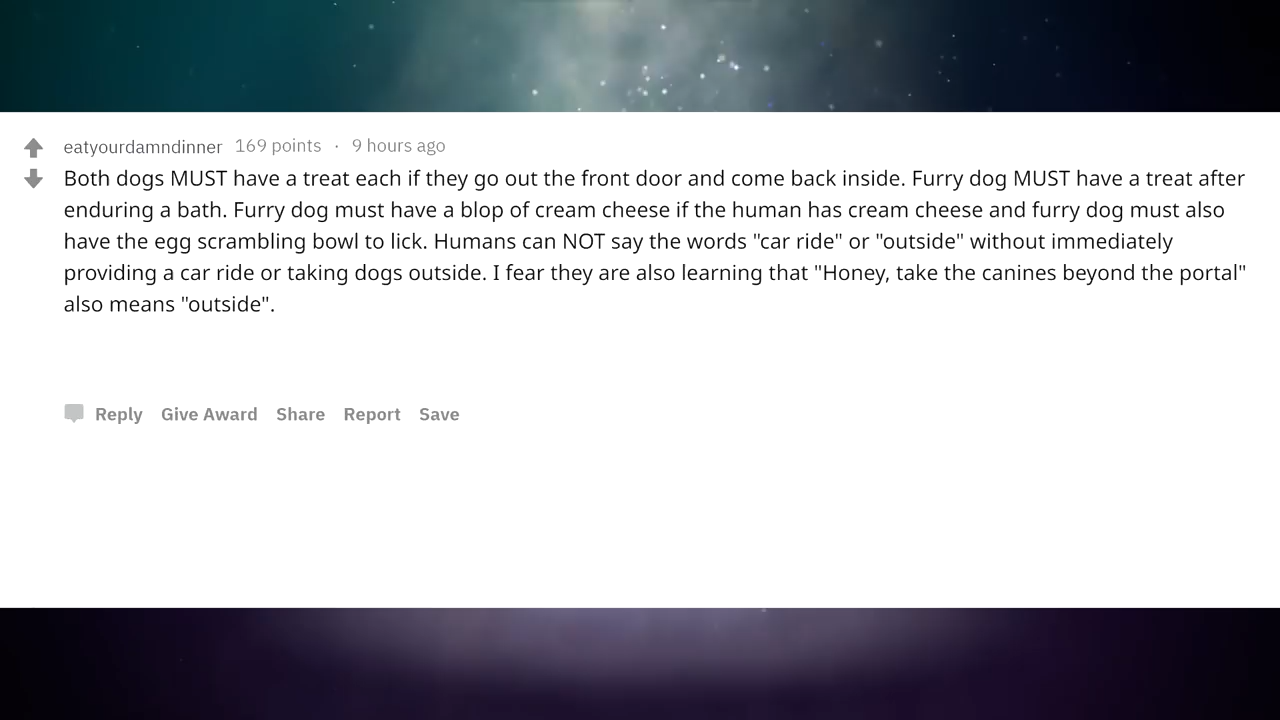 eatyourdamndinner 169 points · 9 hours ago
Both dogs MUST have a treat each if they go out the front door and come back inside. Furry dog MUST have a treat after
enduring a bath. Furry dog must have a blop of cream cheese if the human has cream cheese and furry dog must also
have the egg scrambling bowl to lick. Humans can NOT say the words "car ride" or "outside" without immediately
providing a car ride or taking dogs outside. I fear they are also learning that "Honey, take the canines beyond the portal"
also means "outside".
Reply Give Award Share Report Save